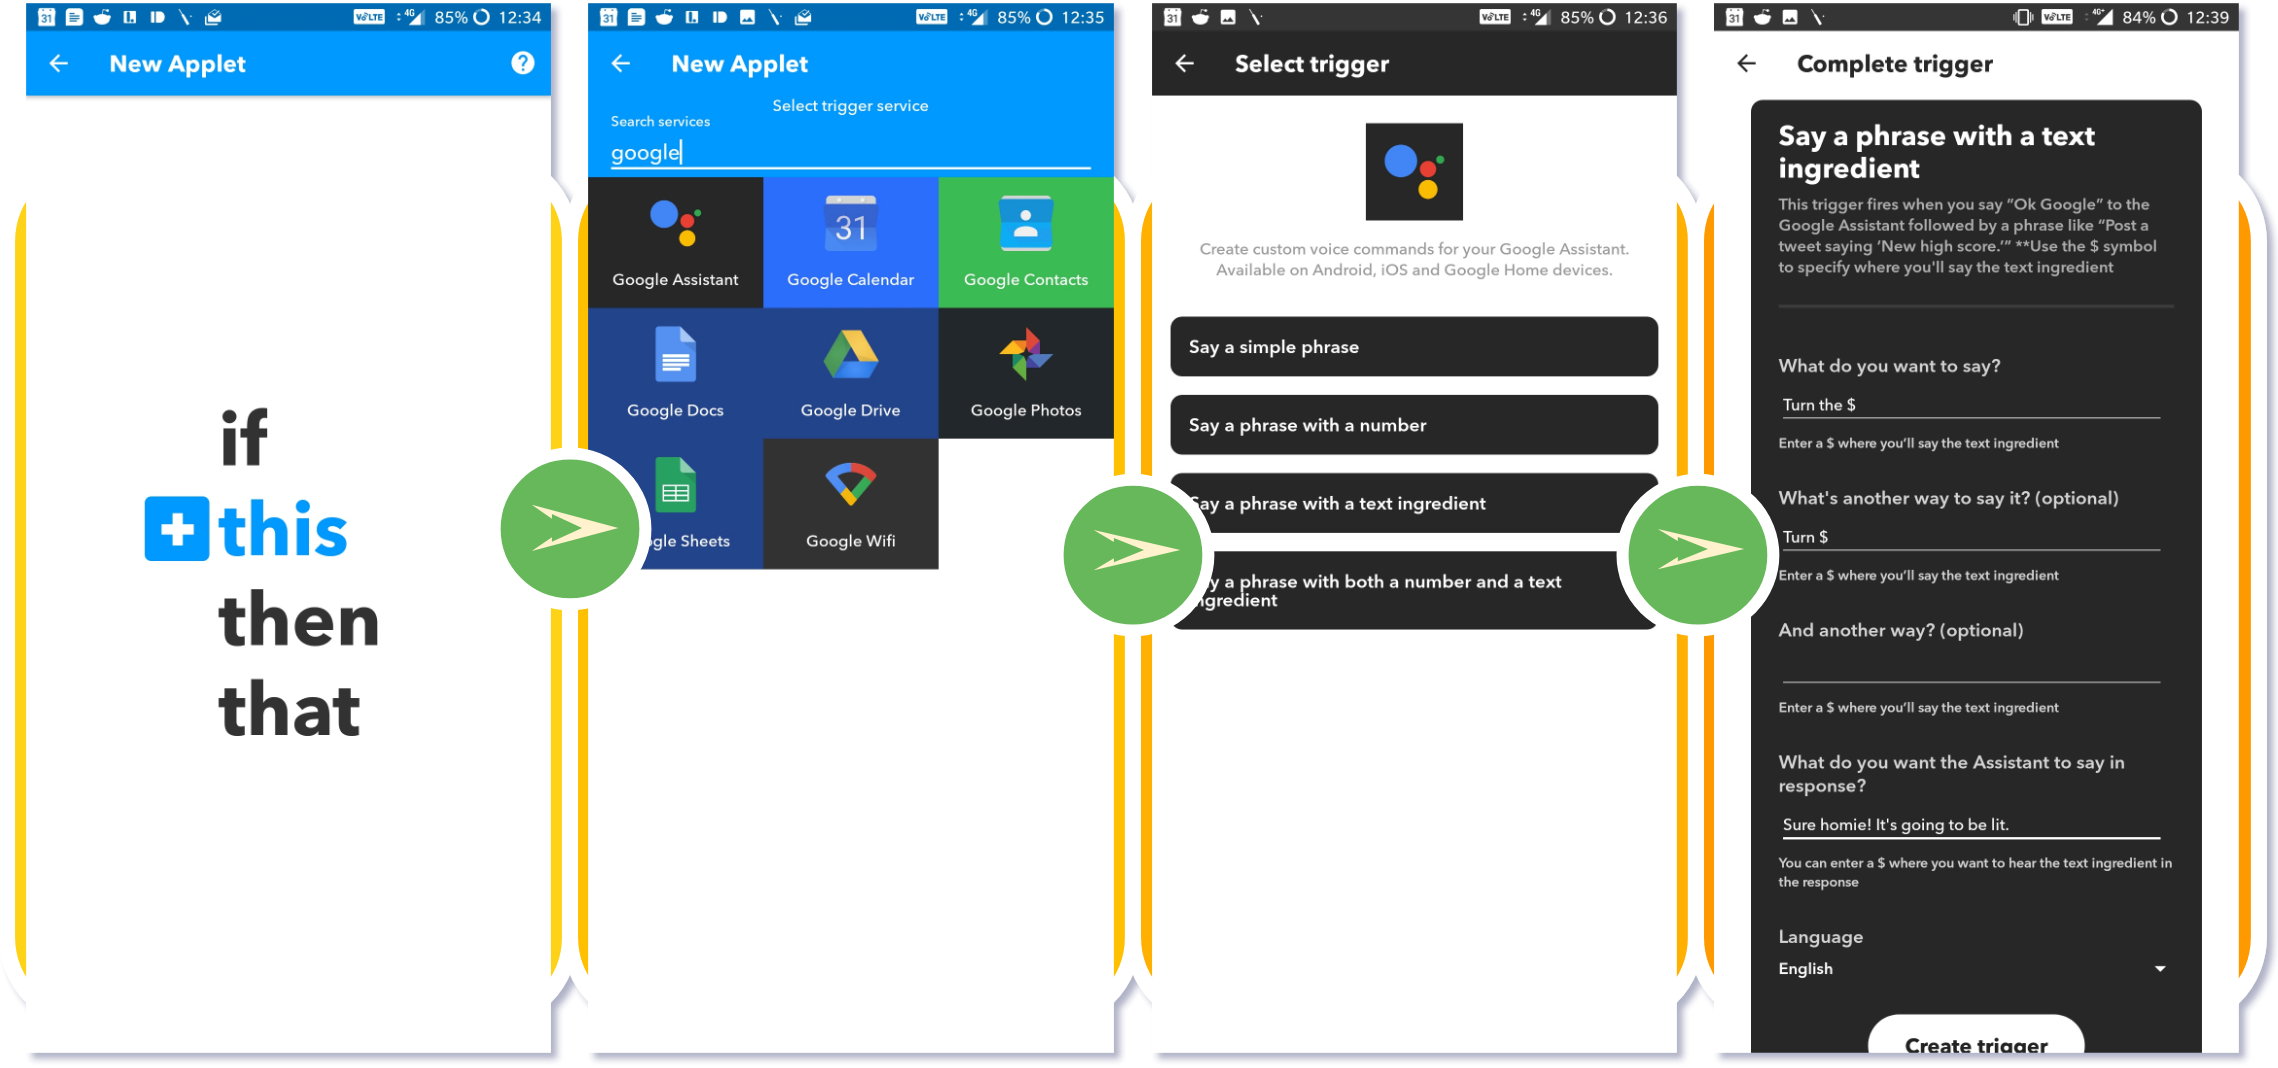 31 VoLTE 4G 85% 12:34
New Applet ?
if
this
then
that
31 VoLTE 4G 85% 12:35
New Applet
Select trigger service
Search services
google
Google Assistant
31
Google Calendar
Google Contacts
Google Docs
Google Drive
Google Photos
gle Sheets
Google Wifi
31 VoLTE 4G 85% 12:36
Select trigger
Create custom voice commands for your Google Assistant.
Available on Android, iOS and Google Home devices.
Say a simple phrase
Say a phrase with a number
Say a phrase with a text ingredient
y a phrase with both a number and a text
ngredient
31 VoLTE 4G+ 84% 12:39
Complete trigger
Say a phrase with a text
ingredient
This trigger fires when you say “Ok Google” to the
Google Assistant followed by a phrase like “Post a
tweet saying ‘New high score.’” **Use the $ symbol
to specify where you'll say the text ingredient
What do you want to say?
Turn the $
Enter a $ where you’ll say the text ingredient
What's another way to say it? (optional)
Turn $
Enter a $ where you’ll say the text ingredient
And another way? (optional)
Enter a $ where you’ll say the text ingredient
What do you want the Assistant to say in
response?
Sure homie! It's going to be lit.
You can enter a $ where you want to hear the text ingredient in
the response
Language
English
Create trigger